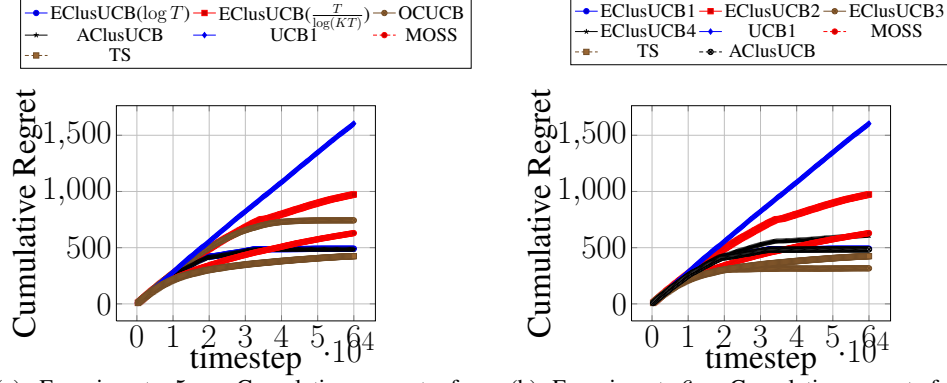 EClusUCB(log T) EClusUCB(T/log(KT)) OCUCB
AClusUCB UCB1 MOSS
TS
EClusUCB1 EClusUCB2 EClusUCB3
EClusUCB4 UCB1 MOSS
TS AClusUCB
Cumulative Regret
1,500
1,000
500
0
0 1 2 3 4 5 6
timestep ·10^4
Cumulative Regret
1,500
1,000
500
0
0 1 2 3 4 5 6
timestep ·10^4